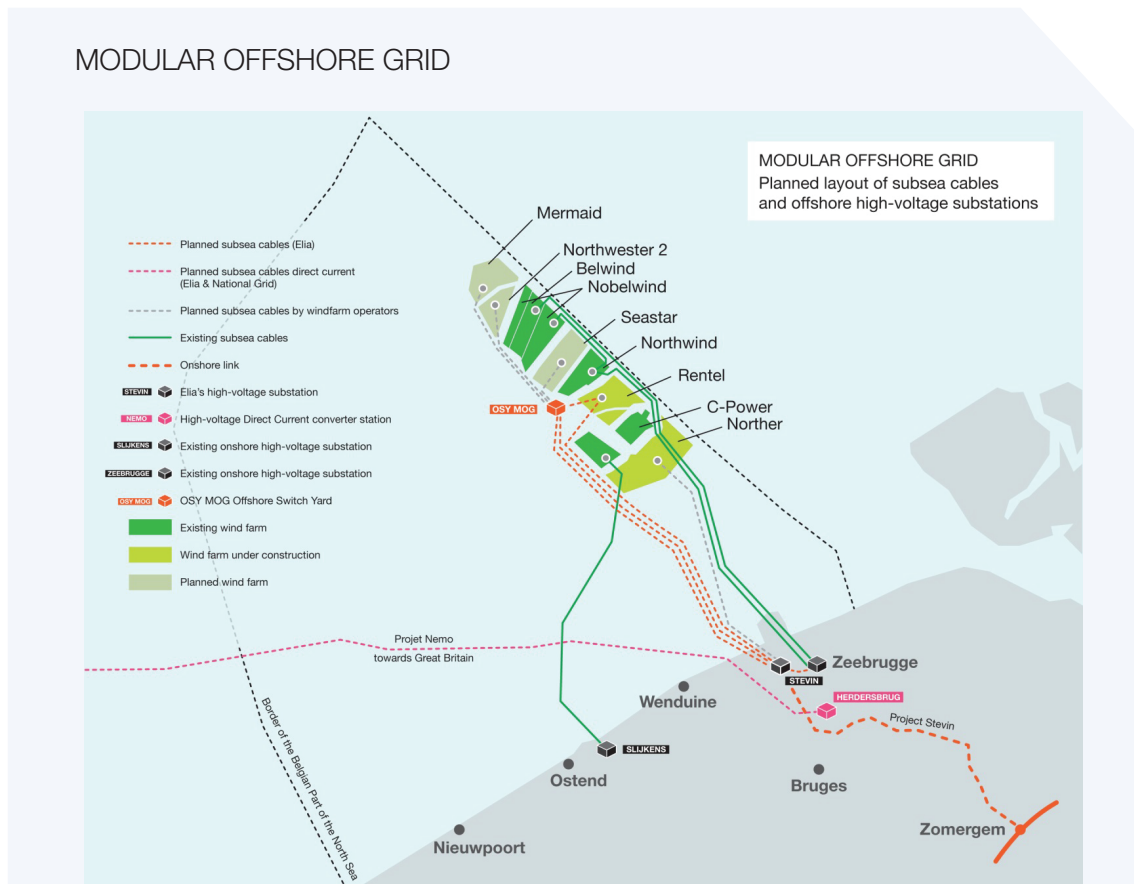 MODULAR OFFSHORE GRID
MODULAR OFFSHORE GRID
Planned layout of subsea cables
and offshore high-voltage substations
Mermaid
Northwester 2
Belwind
Nobelwind
Seastar
Northwind
Rentel
C-Power
Norther
OSY MOG
Planned subsea cables (Elia)
Planned subsea cables direct current
(Elia & National Grid)
Planned subsea cables by windfarm operators
Existing subsea cables
Onshore link
STEVIN Elia's high-voltage substation
NEMO High-voltage Direct Current converter station
SLIJKENS Existing onshore high-voltage substation
ZEEBRUGGE Existing onshore high-voltage substation
OSY MOG OSY MOG Offshore Switch Yard
Existing wind farm
Wind farm under construction
Planned wind farm
Projet Nemo
towards Great Britain
Border of the Belgian Part of the North Sea
Zeebrugge
STEVIN
HERDERSBRUG
Wenduine
Project Stevin
SLIJKENS
Ostend
Bruges
Zomergem
Nieuwpoort